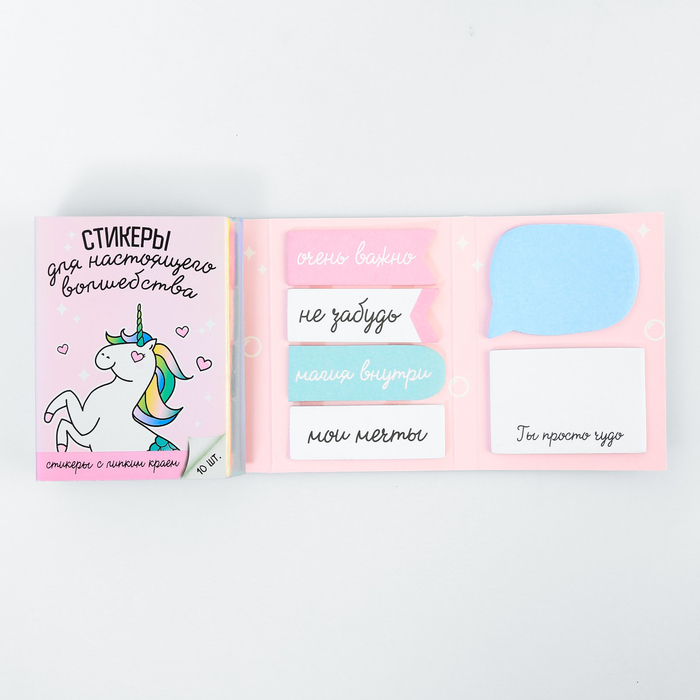 СТИКЕРЫ
для настоящего
волшебства
стикеры с липким краем
10 шт.
очень важно
не забудь
магия внутри
мои мечты
Ты просто чудо